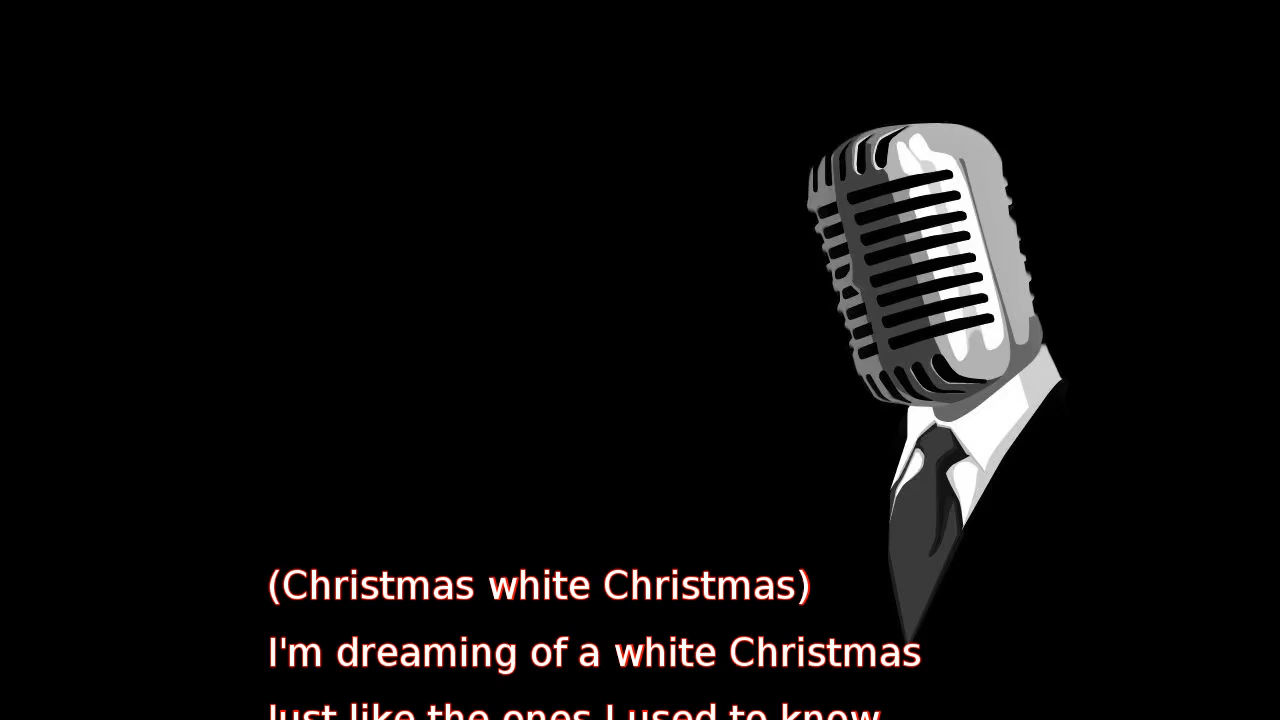 (Christmas white Christmas)
I'm dreaming of a white Christmas
Just like the ones I used to know